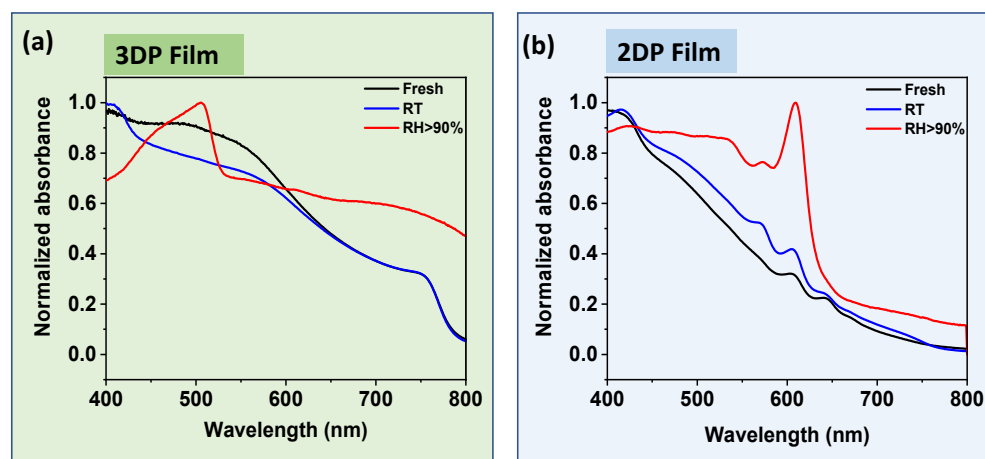 (a)
3DP Film
Fresh
RT
RH>90%
1.0
0.8
0.6
0.4
0.2
0.0
Normalized absorbance
400 500 600 700 800
Wavelength (nm)
(b)
2DP Film
Fresh
RT
RH>90%
1.0
0.8
0.6
0.4
0.2
0.0
Normalized absorbance
400 500 600 700 800
Wavelength (nm)